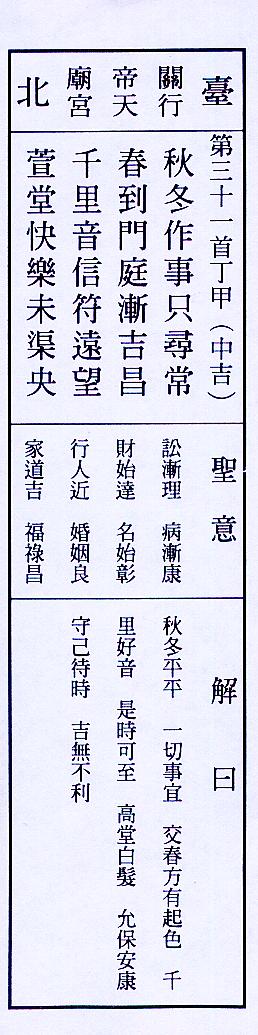 臺 行天宮 北
關帝廟
第三十一首丁甲（中吉）
秋冬作事只尋常
春到門庭漸吉昌
千里音信符遠望
萱堂快樂未渠央
聖意
訟漸理 病漸康
財始達 名始彰
行人近 婚姻良
家道吉 福祿昌
解曰
秋冬平平 一切事宜 交春方有起色 千
里好音 是時可至 高堂白髮 允保安康
守己待時 吉無不利